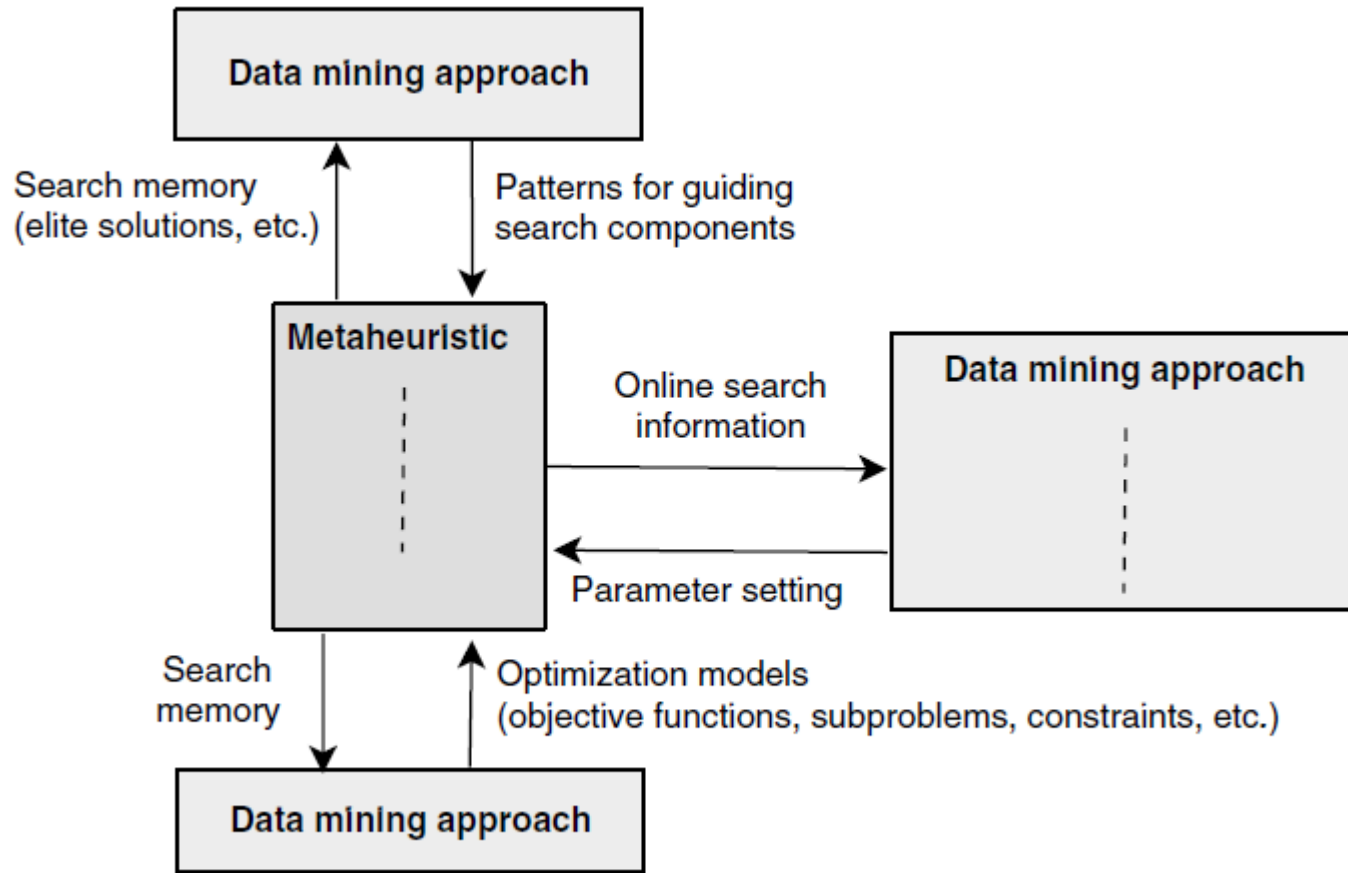 Data mining approach
Search memory
(elite solutions, etc.)
Patterns for guiding
search components
Metaheuristic
Data mining approach
Online search
information
Parameter setting
Search
memory
Optimization models
(objective functions, subproblems, constraints, etc.)
Data mining approach